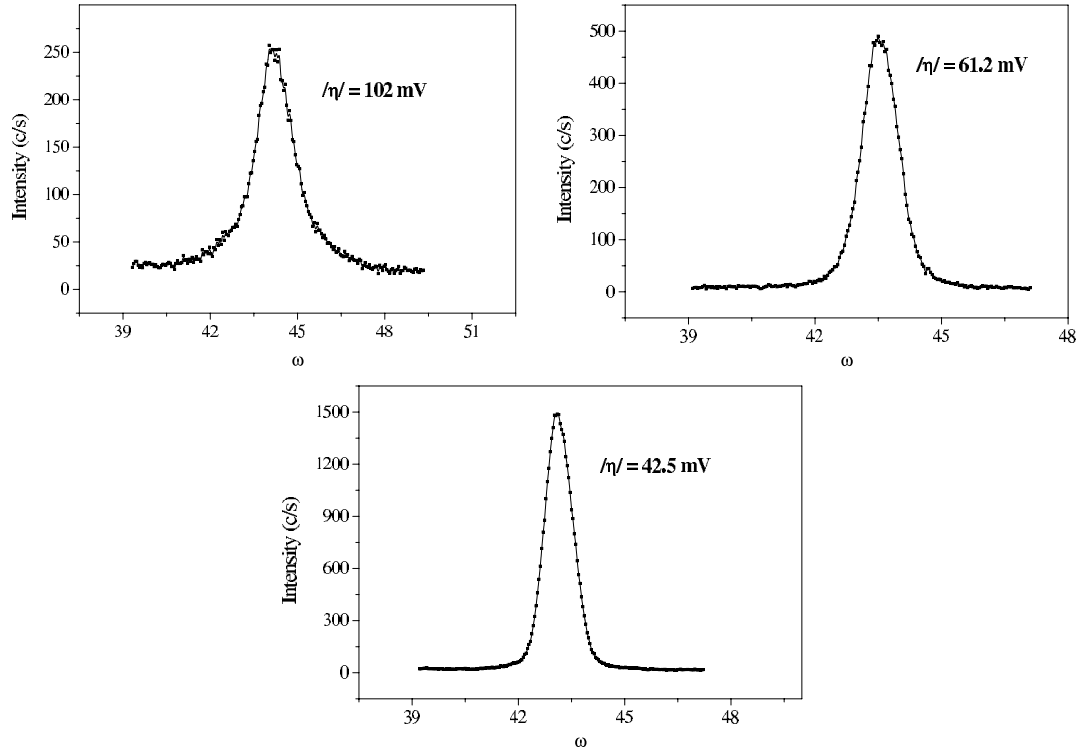 250
200
150
100
50
0
Intensity (c/s)
/η/ = 102 mV
39 42 45 48 51
ω
500
400
300
200
100
0
Intensity (c/s)
/η/ = 61.2 mV
39 42 45 48
ω
1500
1200
900
600
300
0
Intensity (c/s)
/η/ = 42.5 mV
39 42 45 48
ω